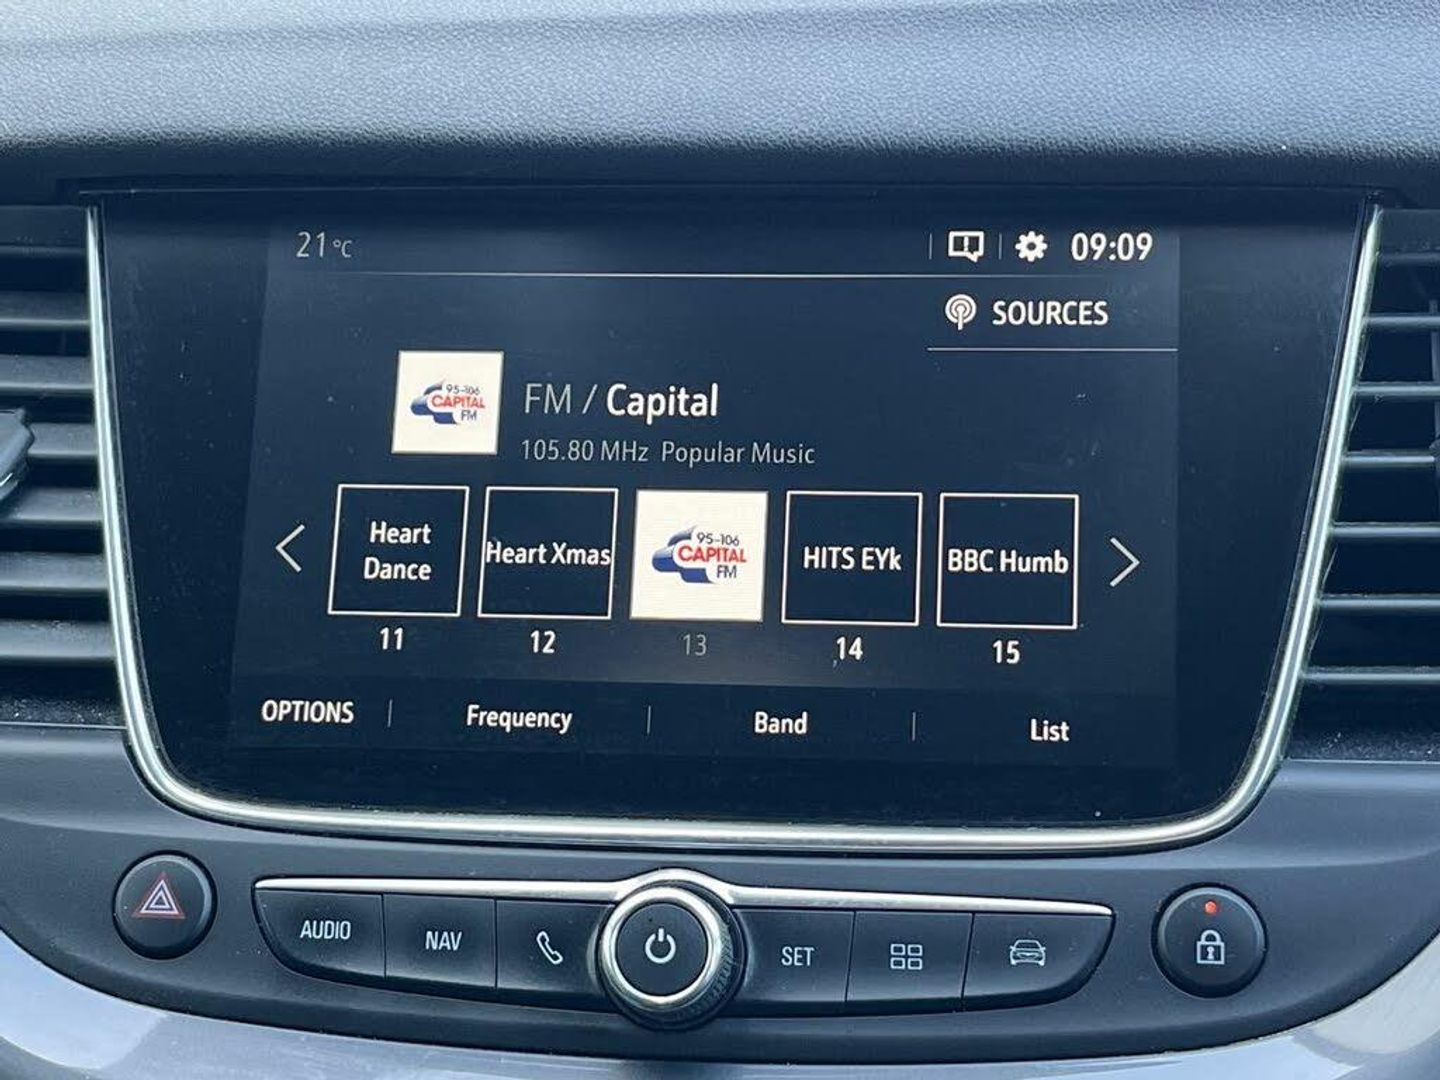 21°C
09:09
SOURCES
95-106
CAPITAL
FM
FM / Capital
105.80 MHz Popular Music
Heart
Dance
Heart Xmas
95-106
CAPITAL
FM
HITS EYk
BBC Humb
11
12
13
14
15
OPTIONS
Frequency
Band
List
AUDIO
NAV
SET